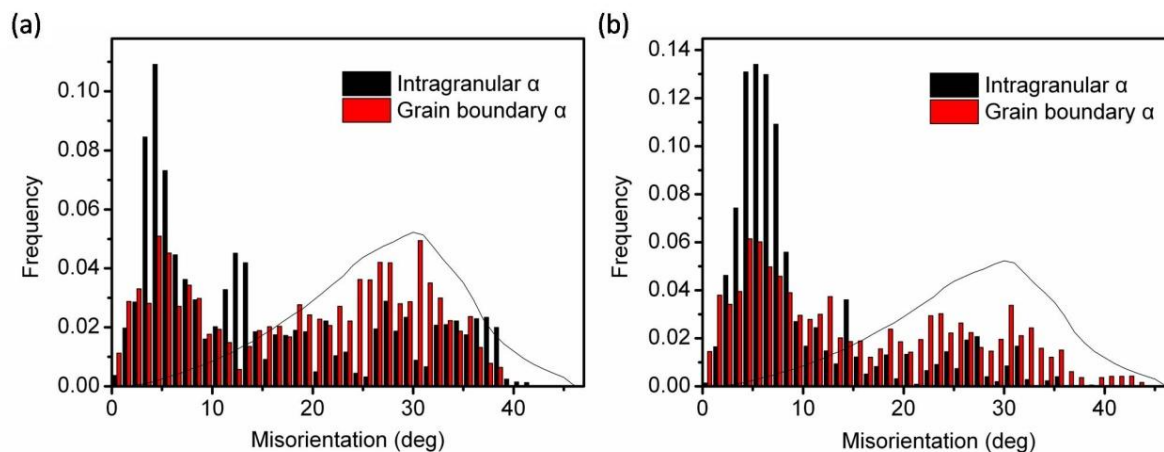 (a)
Intragranular α
Grain boundary α
Frequency
0.10
0.08
0.06
0.04
0.02
0.00
0
10
20
30
40
Misorientation (deg)
(b)
Intragranular α
Grain boundary α
Frequency
0.14
0.12
0.10
0.08
0.06
0.04
0.02
0.00
0
10
20
30
40
Misorientation (deg)